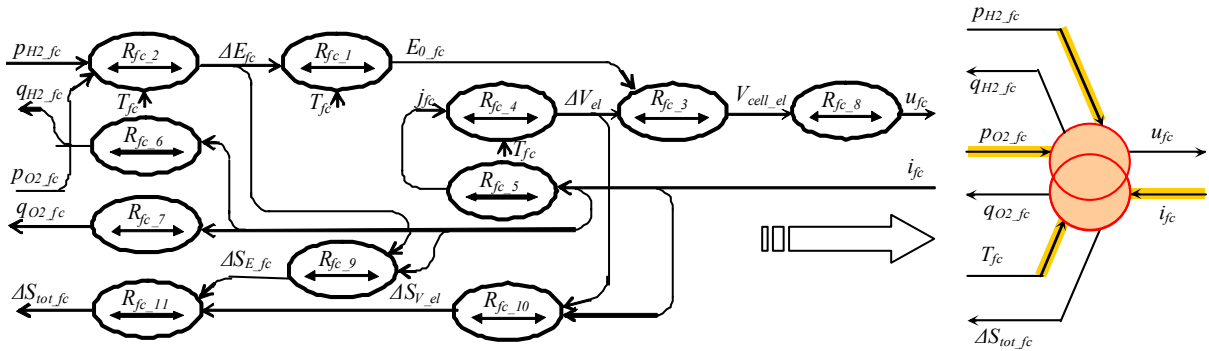 p_H2_fc R_fc_2 ΔE_fc R_fc_1 E_0_fc
q_H2_fc T_fc T_fc j_fc R_fc_4 ΔV_el R_fc_3 V_cell_el R_fc_8 u_fc
R_fc_6 T_fc
p_O2_fc R_fc_5 i_fc
q_O2_fc R_fc_7
ΔS_E_fc R_fc_9
ΔS_tot_fc R_fc_11 ΔS_V_el R_fc_10
p_H2_fc
q_H2_fc
p_O2_fc u_fc
q_O2_fc i_fc
T_fc
ΔS_tot_fc